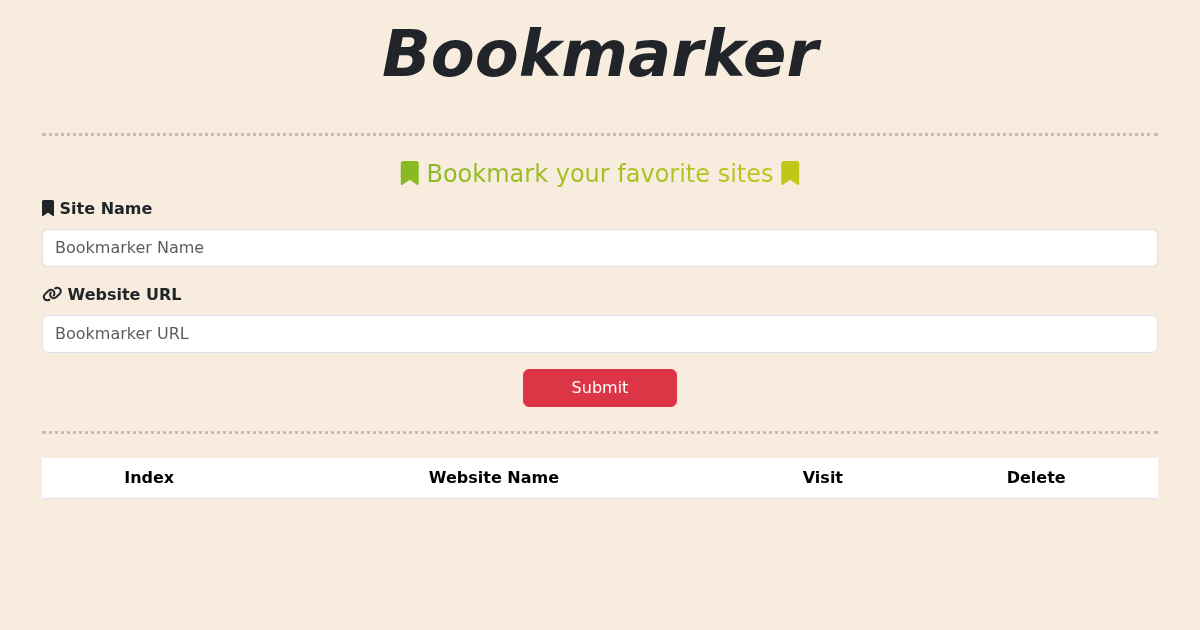 Bookmarker
Bookmark your favorite sites
Site Name
Bookmarker Name
Website URL
Bookmarker URL
Submit
Index Website Name Visit Delete